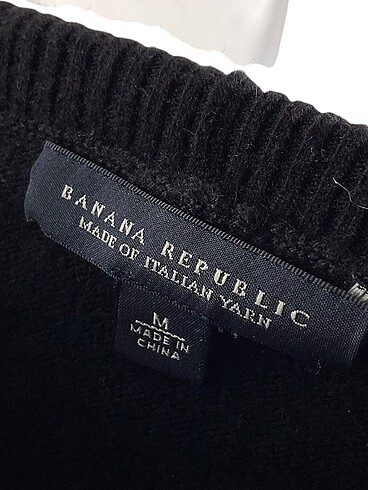 BANANA REPUBLIC
MADE OF ITALIAN YARN
M
MADE IN
CHINA